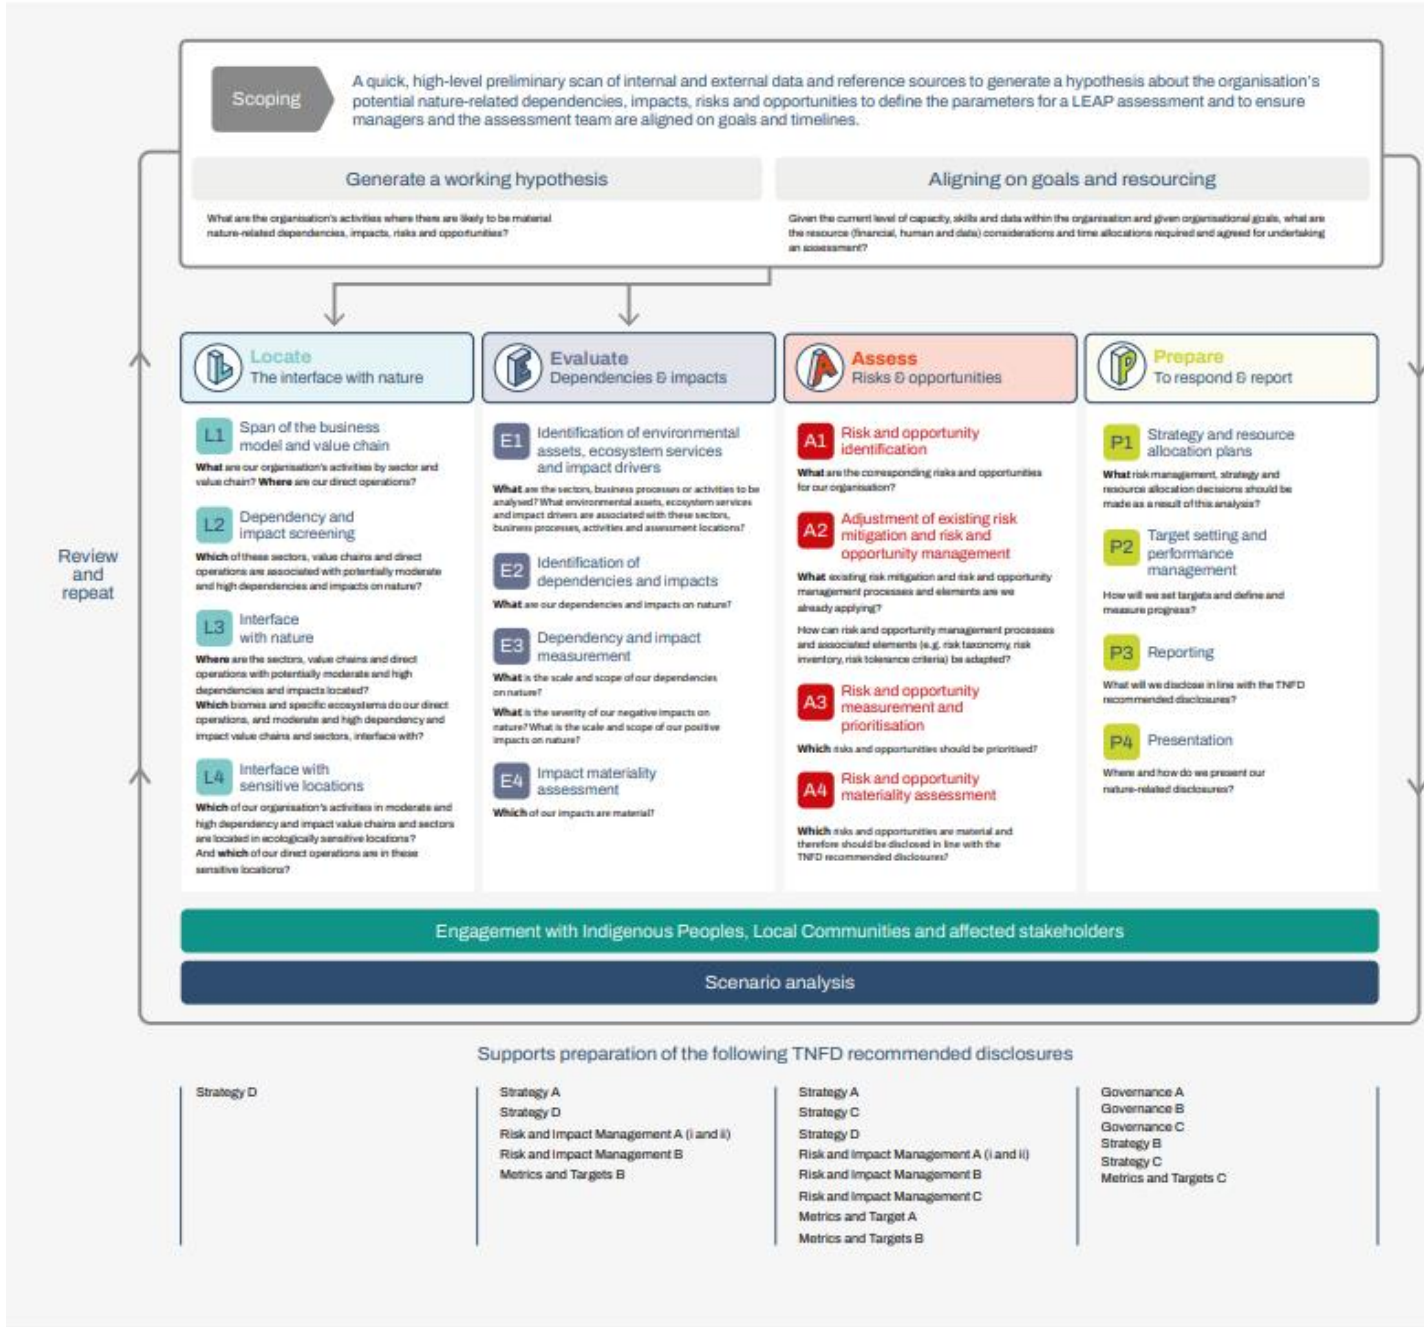 Scoping
A quick, high-level preliminary scan of internal and external data and reference sources to generate a hypothesis about the organisation's
potential nature-related dependencies, impacts, risks and opportunities to define the parameters for a LEAP assessment and to ensure
managers and the assessment team are aligned on goals and timelines.
Generate a working hypothesis
What are the organisation's activities where there are likely to be material
nature-related dependencies, impacts, risks and opportunities?
Aligning on goals and resourcing
Given the current level of capacity, skills and data within the organisation and given organisational goals, what are
the resource (financial, human and data) considerations and time allocations required and agreed for undertaking
an assessment?
Review
and
repeat
L
Locate
The interface with nature
L1
Span of the business
model and value chain
What are our organisation's activities by sector and
value chain? Where are our direct operations?
L2
Dependency and
impact screening
Which of these sectors, value chains and direct
operations are associated with potentially moderate
and high dependencies and impacts on nature?
L3
Interface
with nature
Where are the sectors, value chains and direct
operations with potentially moderate and high
dependencies and impacts located?
Which biomes and specific ecosystems do our direct
operations, and moderate and high dependency and
impact value chains and sectors, interface with?
L4
Interface with
sensitive locations
Which of our organisation's activities in moderate and
high dependency and impact value chains and sectors
are located in ecologically sensitive locations?
And which of our direct operations are in these
sensitive locations?
E
Evaluate
Dependencies & impacts
E1
Identification of environmental
assets, ecosystem services
and impact drivers
What are the sectors, business processes or activities to be
analysed? What environmental assets, ecosystem services
and impact drivers are associated with these sectors,
business processes, activities and assessment locations?
E2
Identification of
dependencies and impacts
What are our dependencies and impacts on nature?
E3
Dependency and impact
measurement
What is the scale and scope of our dependencies
on nature?
What is the severity of our negative impacts on
nature? What is the scale and scope of our positive
impacts on nature?
E4
Impact materiality
assessment
Which of our impacts are material?
A
Assess
Risks & opportunities
A1
Risk and opportunity
identification
What are the corresponding risks and opportunities
for our organisation?
A2
Adjustment of existing risk
mitigation and risk and
opportunity management
What existing risk mitigation and risk and opportunity
management processes and elements are we
already applying?
How can risk and opportunity management processes
and associated elements (e.g. risk taxonomy, risk
inventory, risk tolerance criteria) be adapted?
A3
Risk and opportunity
measurement and
prioritisation
Which risks and opportunities should be prioritised?
A4
Risk and opportunity
materiality assessment
Which risks and opportunities are material and
therefore should be disclosed in line with the
TNFD recommended disclosures?
P
Prepare
To respond & report
P1
Strategy and resource
allocation plans
What risk management, strategy and
resource allocation decisions should be
made as a result of this analysis?
P2
Target setting and
performance
management
How will we set targets and define and
measure progress?
P3
Reporting
What will we disclose in line with the TNFD
recommended disclosures?
P4
Presentation
Where and how do we present our
nature-related disclosures?
Engagement with Indigenous Peoples, Local Communities and affected stakeholders
Scenario analysis
Supports preparation of the following TNFD recommended disclosures
Strategy D
Strategy A
Strategy D
Risk and Impact Management A (i and ii)
Risk and Impact Management B
Metrics and Targets B
Strategy A
Strategy C
Strategy D
Risk and Impact Management A (i and ii)
Risk and Impact Management B
Risk and Impact Management C
Metrics and Target A
Metrics and Targets B
Governance A
Governance B
Governance C
Strategy B
Strategy C
Metrics and Targets C